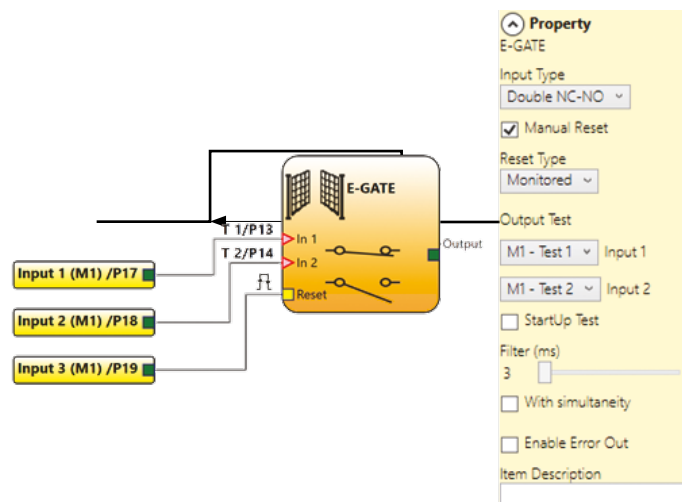 T 1/P13
T 2/P14
E-GATE
In 1
In 2
Reset
Output
Input 1 (M1) /P17
Input 2 (M1) /P18
Input 3 (M1) /P19
Property
E-GATE
Input Type
Double NC-NO
Manual Reset
Reset Type
Monitored
Output Test
M1 - Test 1 Input 1
M1 - Test 2 Input 2
StartUp Test
Filter (ms)
3
With simultaneity
Enable Error Out
Item Description